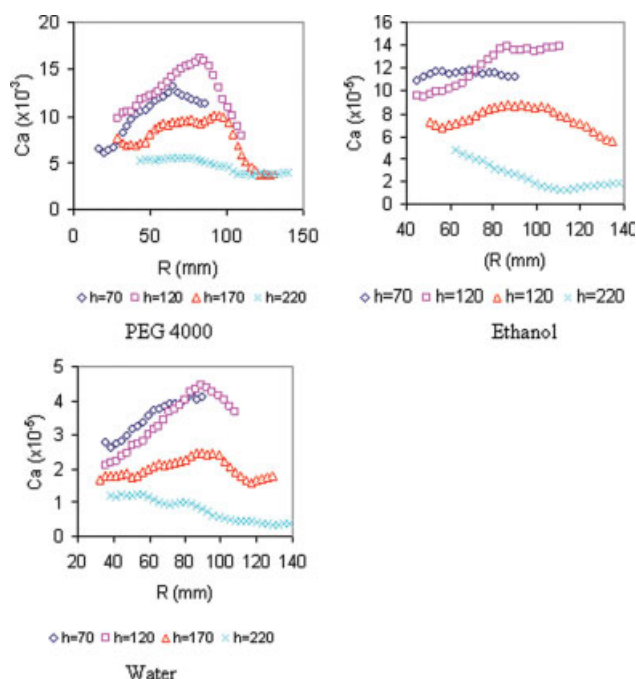 20
15
10
5
0
Ca (x10⁻³)
0 50 100 150
R (mm)
h=70 h=120 h=170 h=220
PEG 4000
16
14
12
10
8
6
4
2
0
Ca (x10⁻⁵)
40 60 80 100 120 140
(R (mm)
h=70 h=120 h=120 h=220
Ethanol
5
4
3
2
1
0
Ca (x10⁻⁵)
20 40 60 80 100 120 140
R (mm)
h=70 h=120 h=170 h=220
Water